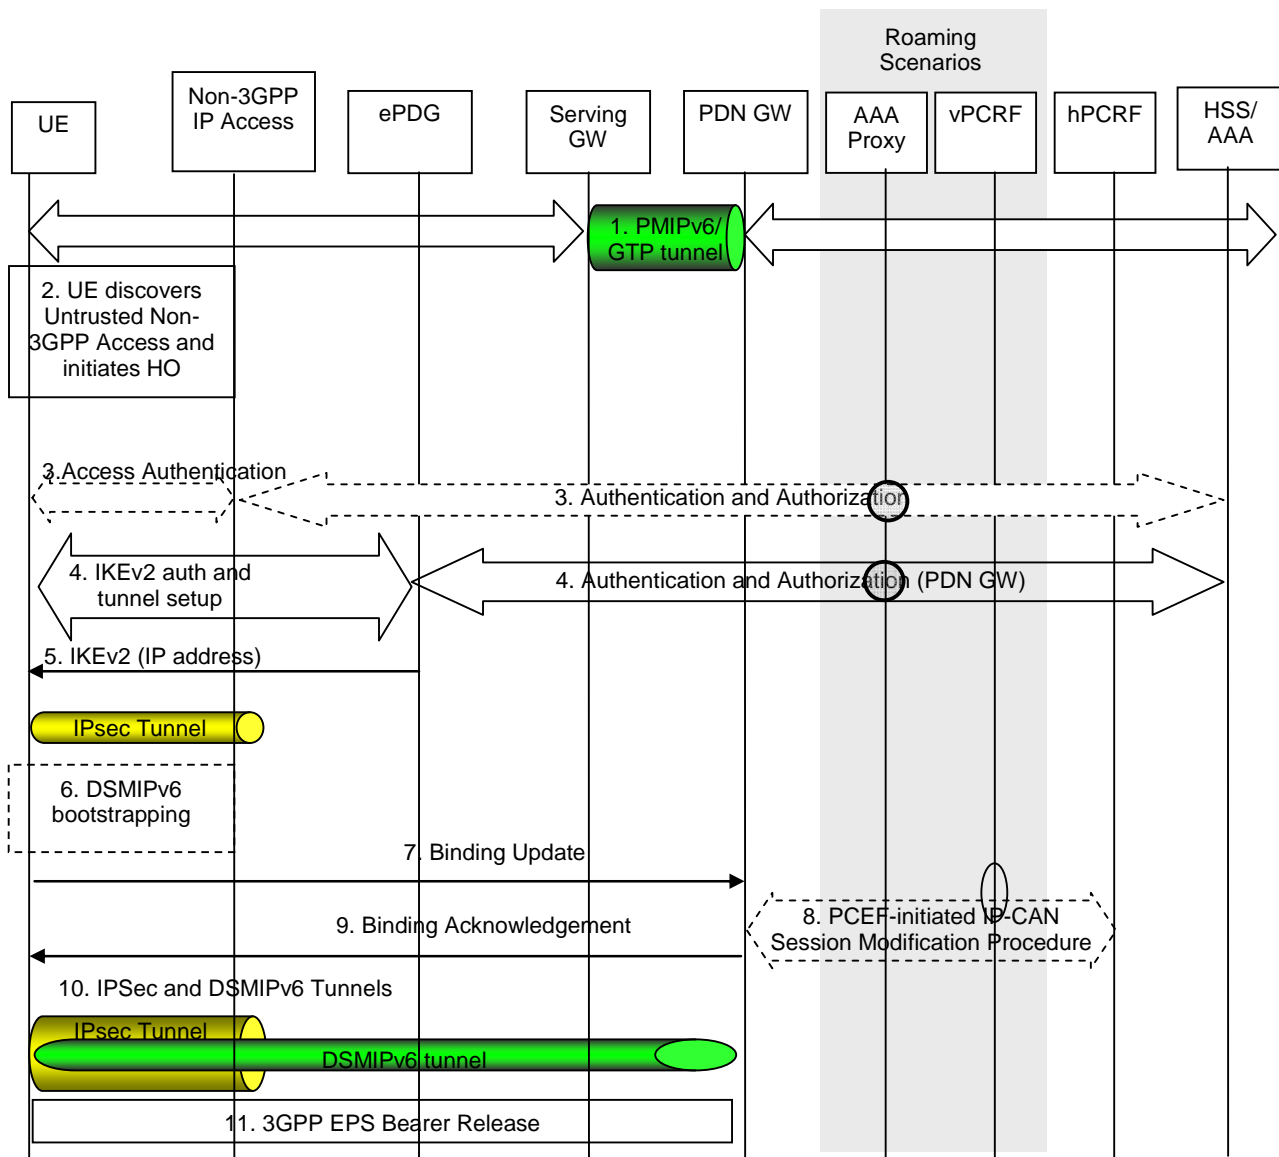 Roaming
Scenarios
UE
Non-3GPP
IP Access
ePDG
Serving
GW
PDN GW
AAA
Proxy
vPCRF
hPCRF
HSS/
AAA
1. PMIPv6/
GTP tunnel
2. UE discovers
Untrusted Non-
3GPP Access and
initiates HO
3.Access Authentication
3. Authentication and Authorization
4. IKEv2 auth and
tunnel setup
4. Authentication and Authorization (PDN GW)
5. IKEv2 (IP address)
IPsec Tunnel
6. DSMIPv6
bootstrapping
7. Binding Update
8. PCEF-initiated IP-CAN
Session Modification Procedure
9. Binding Acknowledgement
10. IPSec and DSMIPv6 Tunnels
IPsec Tunnel
DSMIPv6 tunnel
11. 3GPP EPS Bearer Release